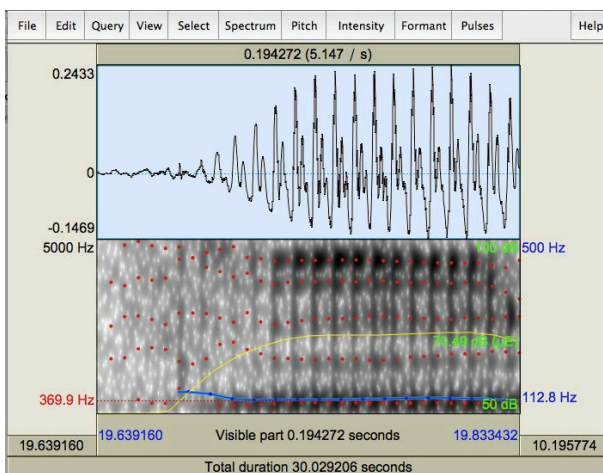 File Edit Query View Select Spectrum Pitch Intensity Formant Pulses Help
0.194272 (5.147 / s)
0.2433
0
-0.1469
5000 Hz 100 dB 500 Hz
70.49 dB (µE)
369.9 Hz 50 dB 112.8 Hz
19.639160 19.639160 Visible part 0.194272 seconds 19.833432 10.195774
Total duration 30.029206 seconds